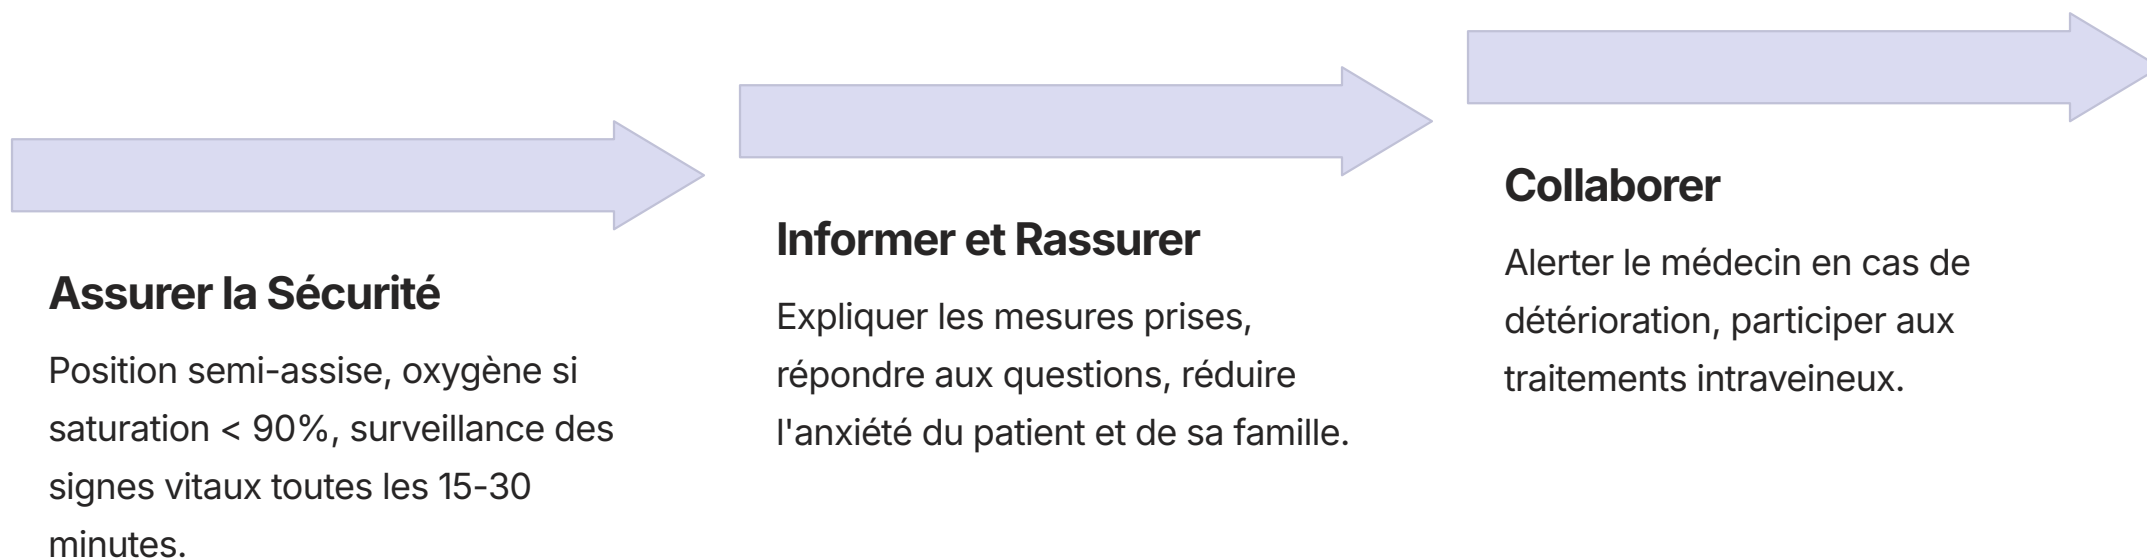 Assurer la Sécurité
Position semi-assise, oxygène si
saturation < 90%, surveillance des
signes vitaux toutes les 15-30
minutes.
Informer et Rassurer
Expliquer les mesures prises,
répondre aux questions, réduire
l'anxiété du patient et de sa famille.
Collaborer
Alerter le médecin en cas de
détérioration, participer aux
traitements intraveineux.